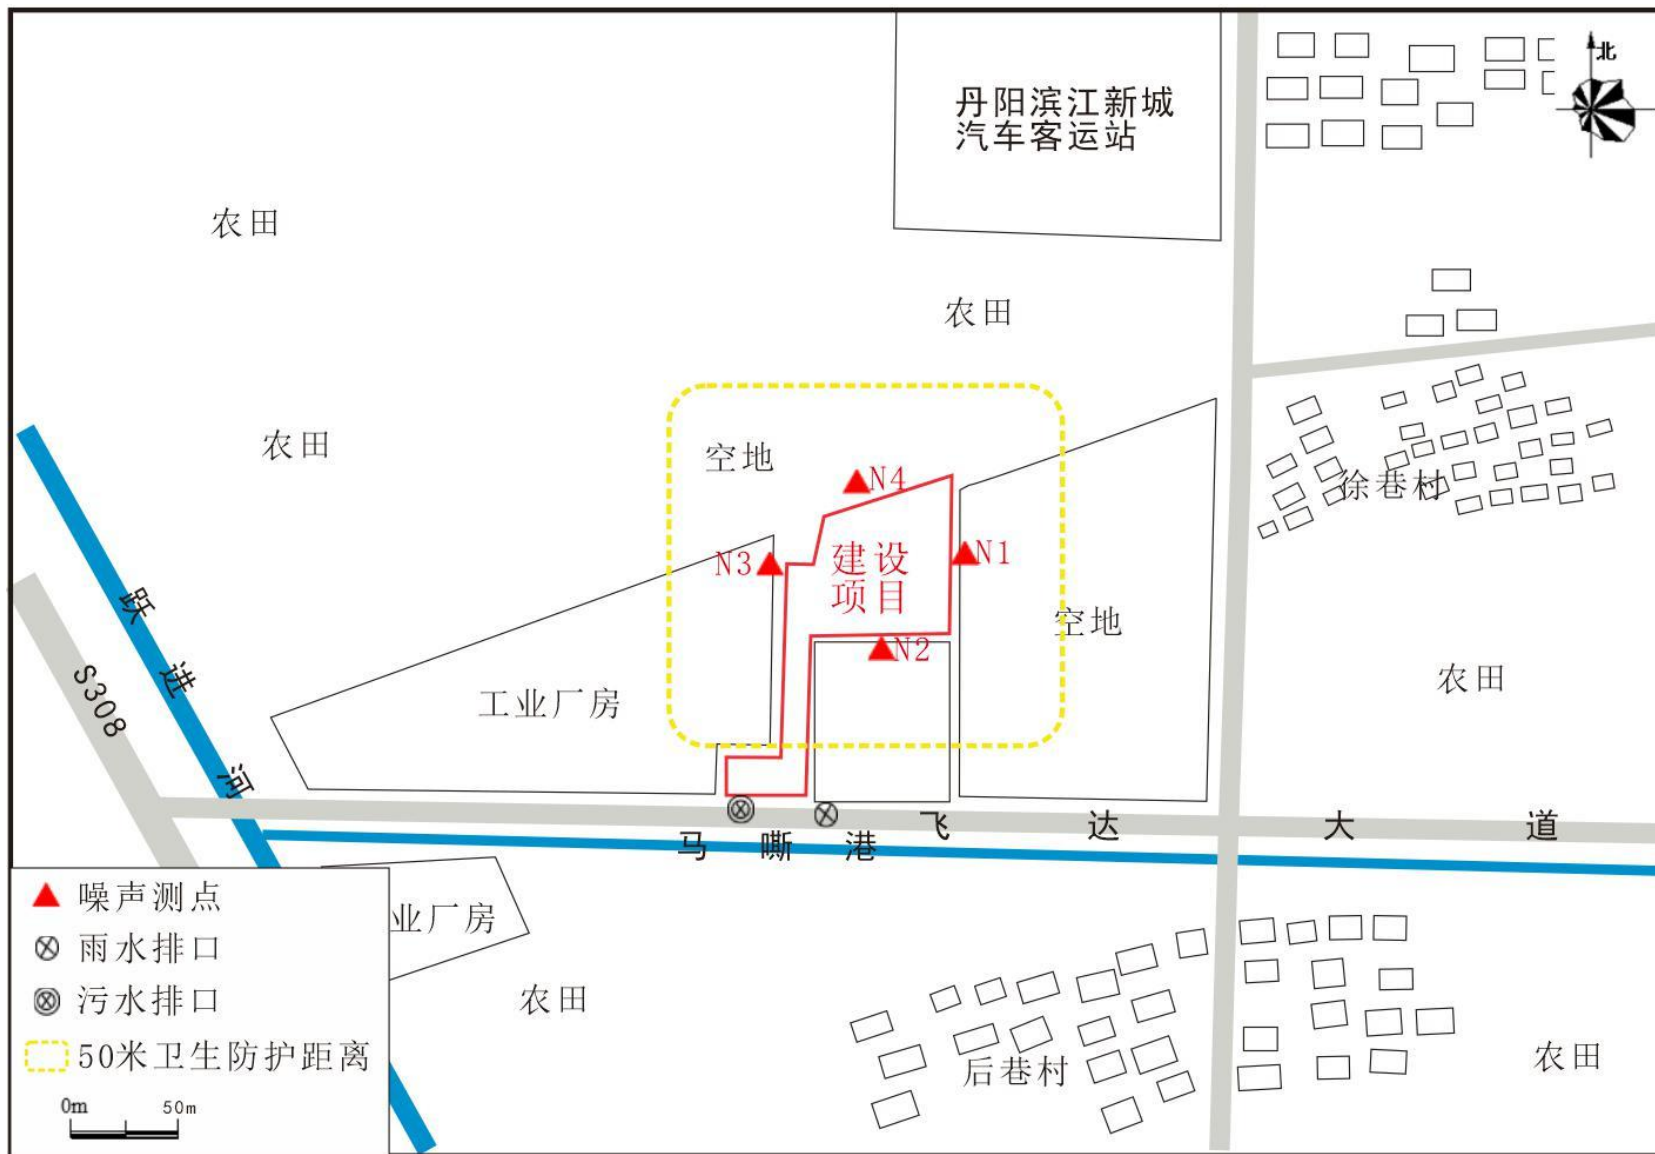 北
丹阳滨江新城
汽车客运站
农田
农田
农田
空地
N4
徐巷村
建设
项目
N3
N1
空地
N2
跃进河
S308
工业厂房
农田
飞达大道
马嘶港
噪声测点
业厂房
雨水排口
污水排口
农田
50米卫生防护距离
后巷村
农田
0m
50m